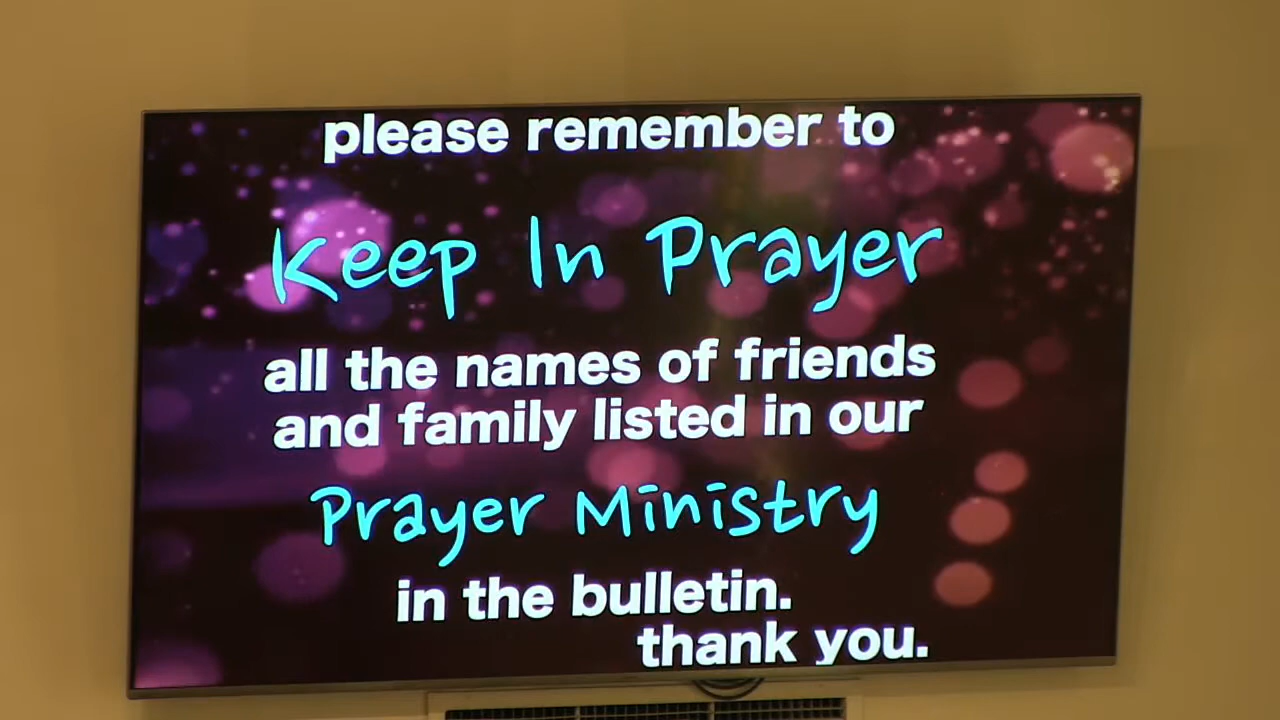 please remember to
Keep In Prayer
all the names of friends
and family listed in our
Prayer Ministry
in the bulletin.
thank you.